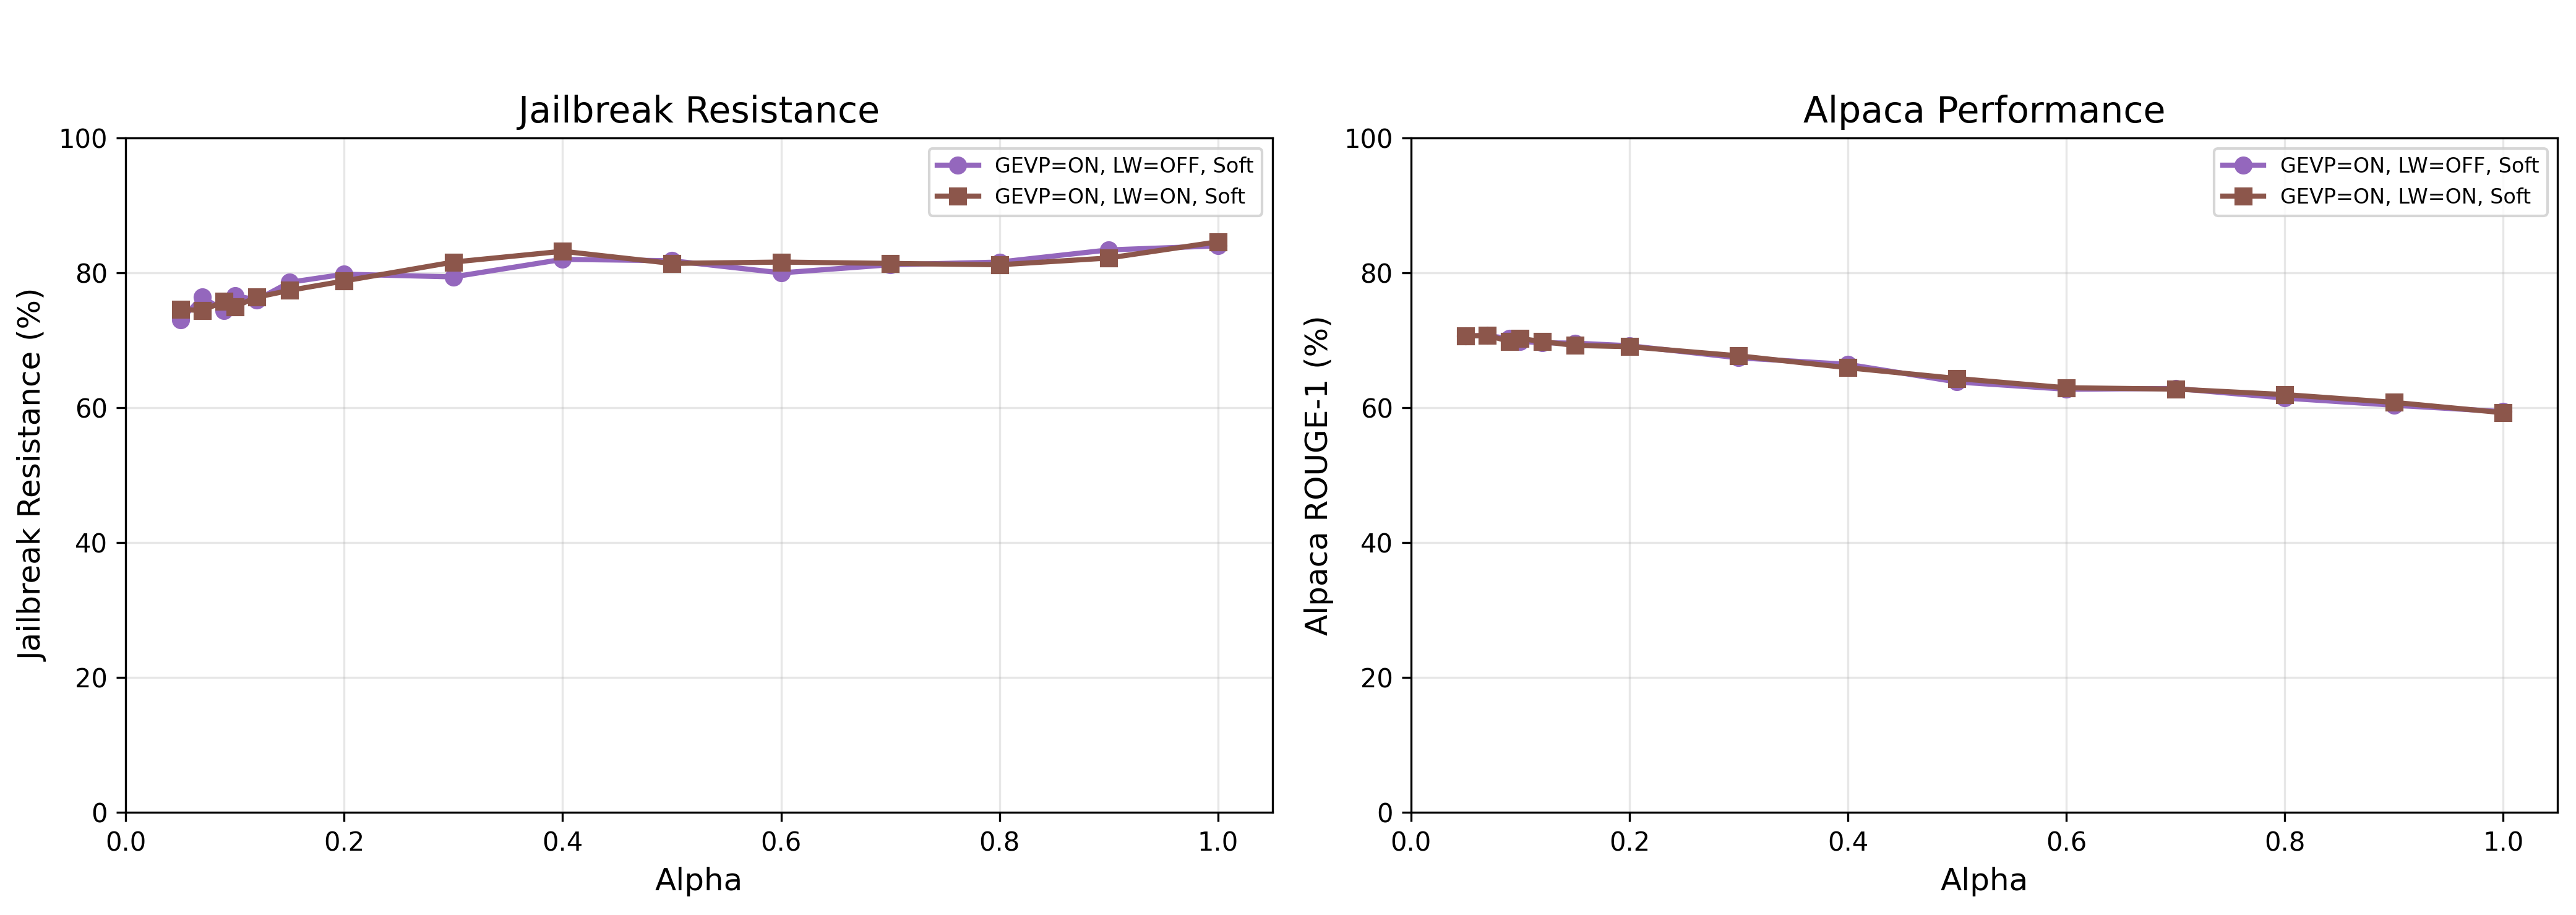 Jailbreak Resistance
Jailbreak Resistance (%)
100
80
60
40
20
0
GEVP=ON, LW=OFF, Soft
GEVP=ON, LW=ON, Soft
0.0 0.2 0.4 0.6 0.8 1.0
Alpha
Alpaca Performance
Alpaca ROUGE-1 (%)
100
80
60
40
20
0
GEVP=ON, LW=OFF, Soft
GEVP=ON, LW=ON, Soft
0.0 0.2 0.4 0.6 0.8 1.0
Alpha